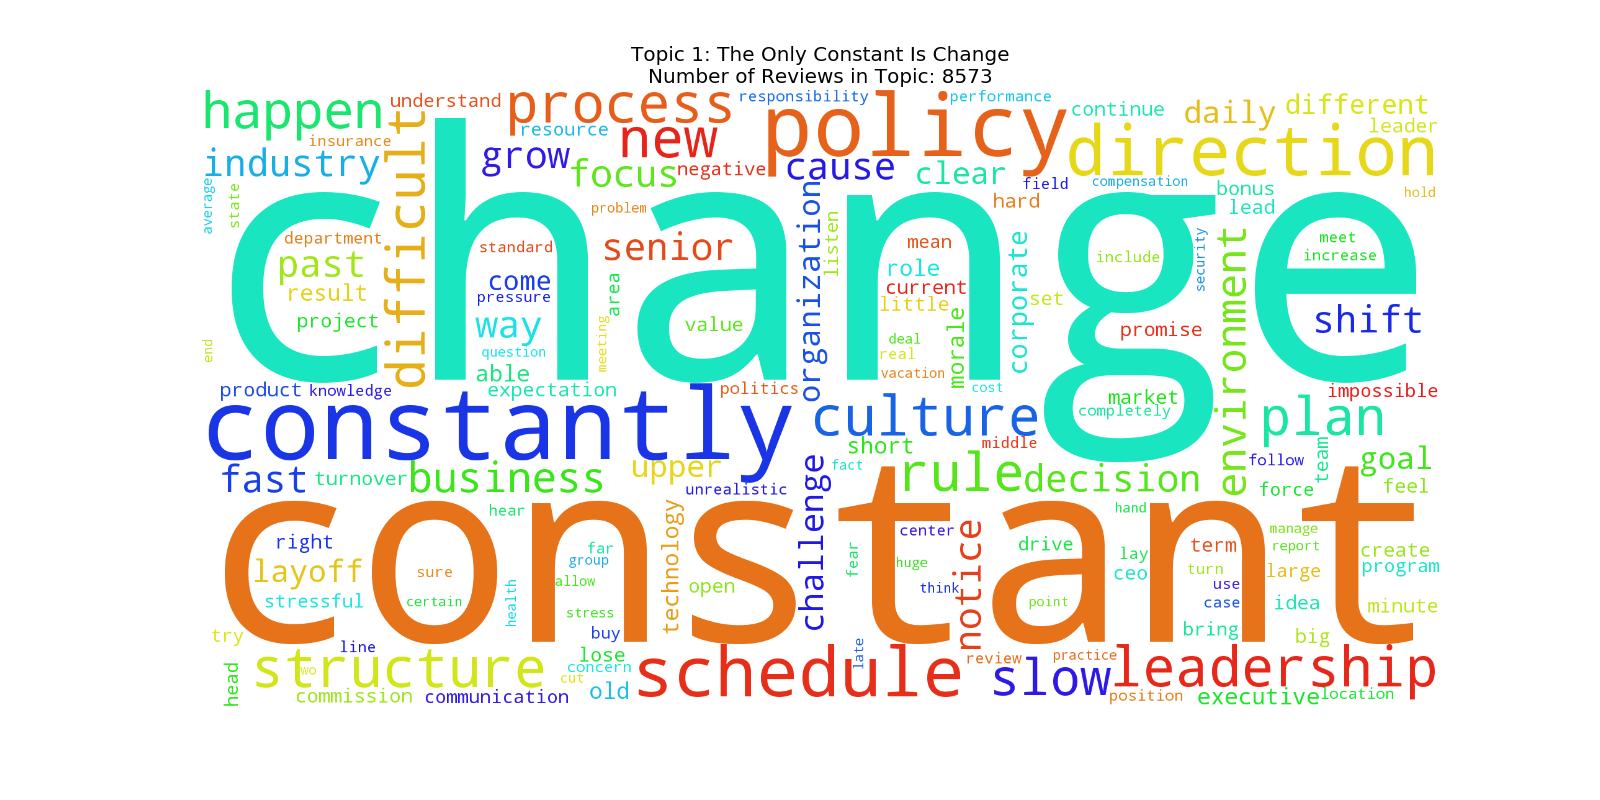 Topic 1: The Only Constant Is Change
Number of Reviews in Topic: 8573
happen
understand
process
responsibility
policy
performance
continue
daily
different
leader
insurance
difficult
resource
new
direction
industry
grow
focus
negative
cause
clear
field
compensation
bonus
hold
average
state
change
problem
organization
listen
hard
lead
department
standard
senior
mean
corporate
include
security
environment
meet
increase
past
come
area
role
result
pressure
current
little
set
shift
project
way
value
promise
question
meeting
deal
real
morale
end
able
vacation
product
knowledge
expectation
politics
cost
market
completely
impossible
constantly
culture
plan
short
middle
fast
turnover
business
upper
fact
rule
decision
follow
team
goal
unrealistic
challenge
force
feel
constant
hear
technology
center
notice
hand
right
far
group
fear
drive
lay
term
manage
report
create
layoff
sure
allow
open
huge
ceo
turn
large
program
stressful
certain
health
stress
think
point
use
case
idea
minute
try
line
buy
bring
big
lose
late
structure
two
concern
schedule
review
practice
slow
leadership
head
commission
communication
cut
old
position
executive
location